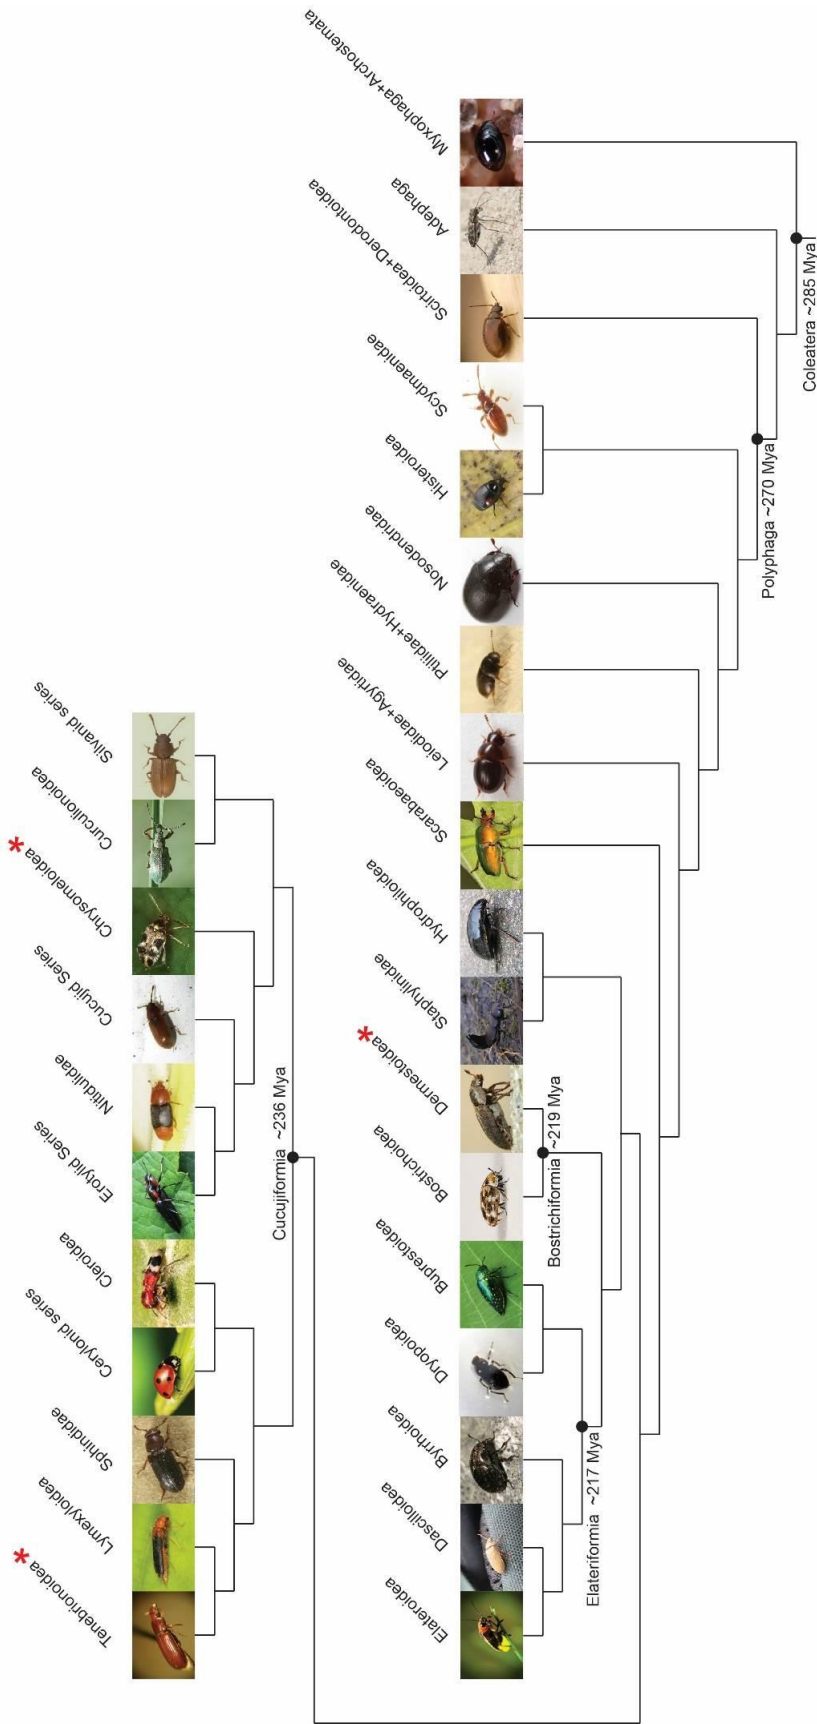 Myxophaga+Archostemata
Adephaga
Scirtoidea+Derodontoidea
Scydmaenidae
Histeroidea
Nosodendridae
Ptiliidae+Hydraenidae
Leiodidae+Agyrtidae
Scarabaeoidea
Hydrophiloidea
Staphylinidae
Dermestoidea*
Bostrichoidea
Buprestoidea
Dryopoidea
Byrrhoidea
Dascilloidea
Elateroidea
Coleatera ~285 Mya
Polyphaga ~270 Mya
Bostrichiformia ~219 Mya
Elateriformia ~217 Mya
Silvanid series
Curculionoidea
Chrysomeloidea*
Cucujid Series
Nitidulidae
Erotylid Series
Cleroidea
Cerylonid series
Sphindidae
Lymexyloidea
Tenebrionoidea*
Cucujiformia ~236 Mya